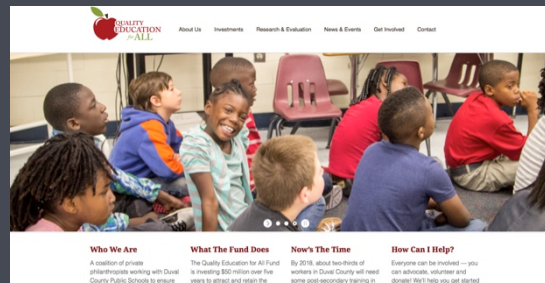 QUALITY
EDUCATION
for ALL
About Us Investments Research & Evaluation News & Events Get Involved Contact
Who We Are
A coalition of private
philanthropists working with Duval
County Public Schools to ensure
What The Fund Does
The Quality Education for All Fund
is investing $50 million over five
years to attract and retain the
Now's The Time
By 2018, about two-thirds of
workers in Duval County will need
some post-secondary training in
How Can I Help?
Everyone can be involved — you
can advocate, volunteer and
donate! We'll help you get started